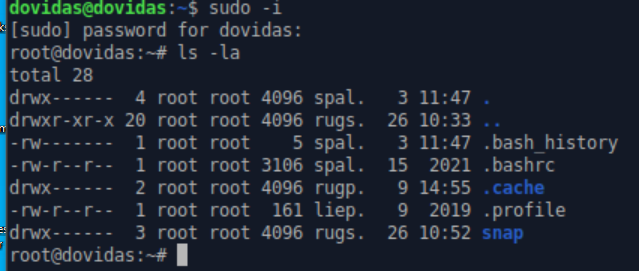 dovidas@dovidas:~$ sudo -i
[sudo] password for dovidas:
root@dovidas:~# ls -la
total 28
drwx------  4 root root 4096 spal.   3 11:47 .
drwxr-xr-x 20 root root 4096 rugs.  26 10:33 ..
-rw-------  1 root root    5 spal.   3 11:47 .bash_history
-rw-r--r--  1 root root 3106 spal.  15  2021 .bashrc
drwx------  2 root root 4096 rugp.   9 14:55 .cache
-rw-r--r--  1 root root  161 liep.   9  2019 .profile
drwx------  3 root root 4096 rugs.  26 10:52 snap
root@dovidas:~#